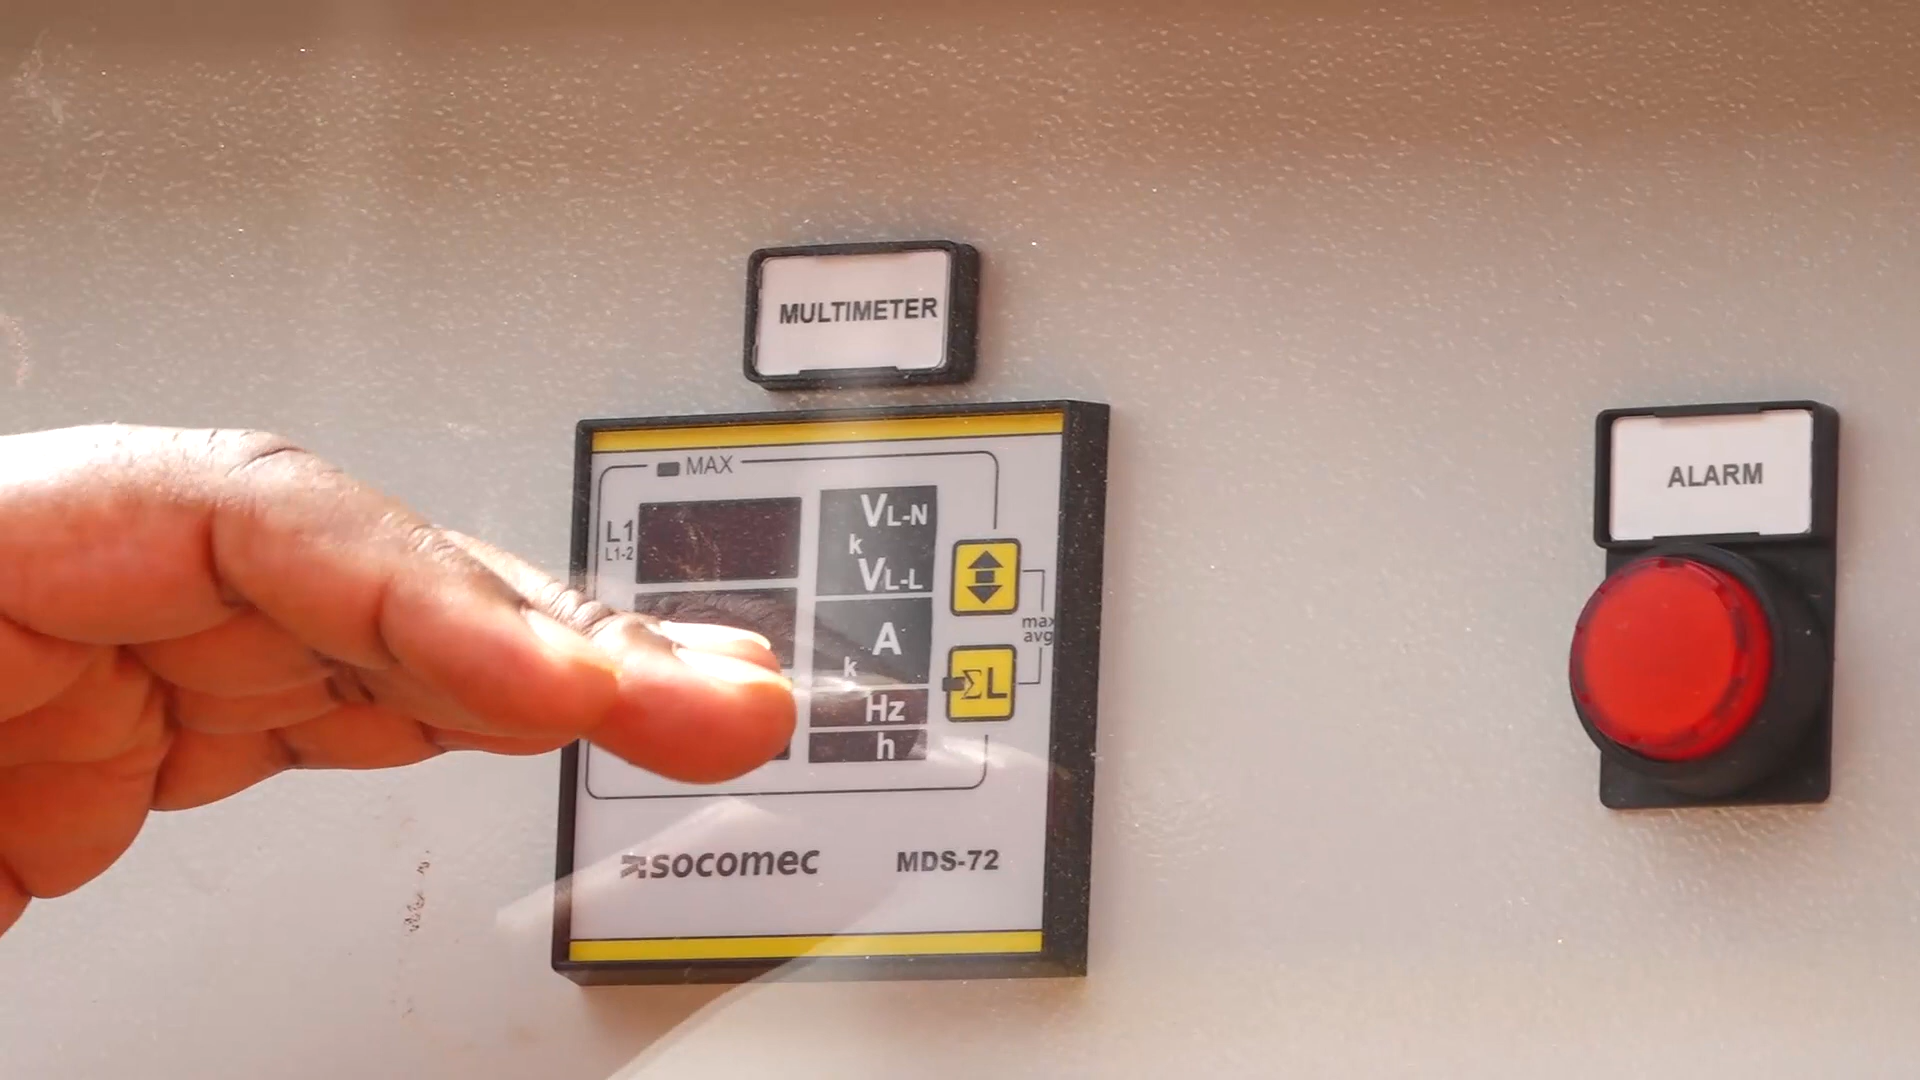 MULTIMETER
MAX
L1
L1-2
VL-N
k
VL-L
A
k
Hz
h
max
avg
ΣL
socomec
MDS-72
ALARM